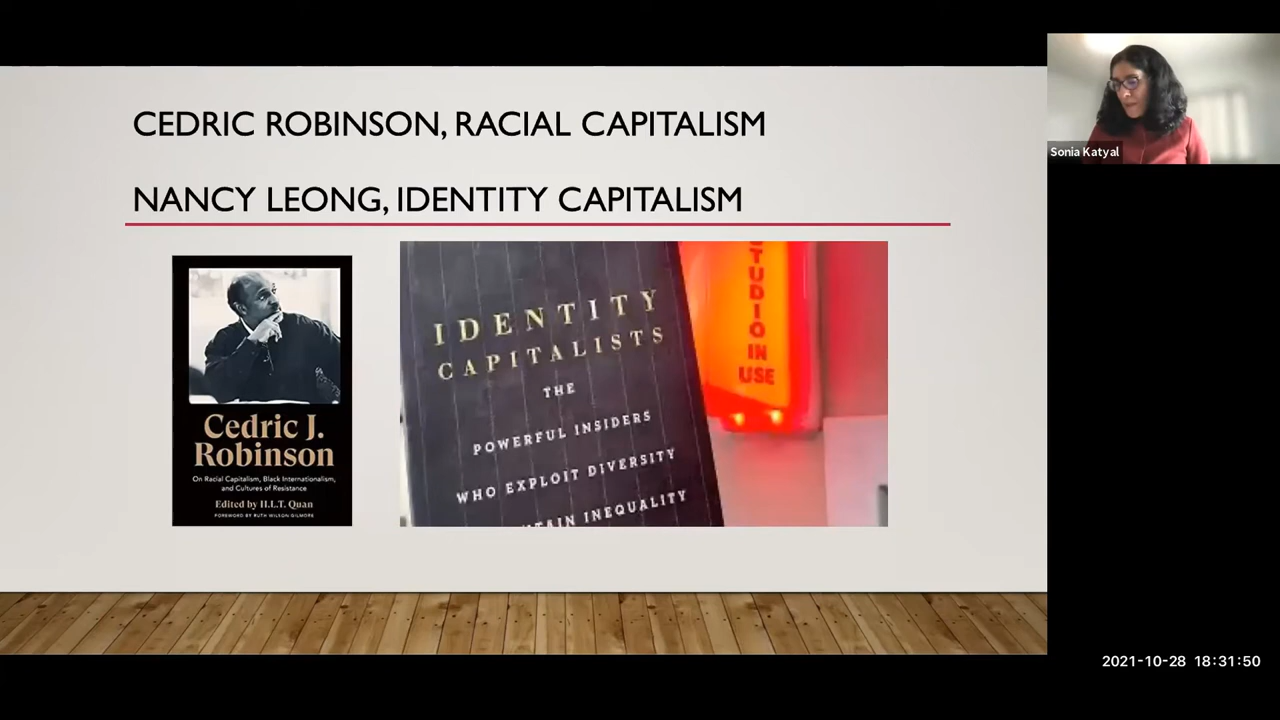 CEDRIC ROBINSON, RACIAL CAPITALISM
NANCY LEONG, IDENTITY CAPITALISM
Sonia Katyal
Cedric J.
Robinson
On Racial Capitalism, Black Internationalism,
and Cultures of Resistance
Edited by H.L.T. Quan
FOREWORD BY RUTH WILSON GILMORE
IDENTITY
CAPITALISTS
THE
POWERFUL INSIDERS
WHO EXPLOIT DIVERSITY
TAIN INEQUALITY
TUDIO
IN
USE
2021-10-28 18:31:50